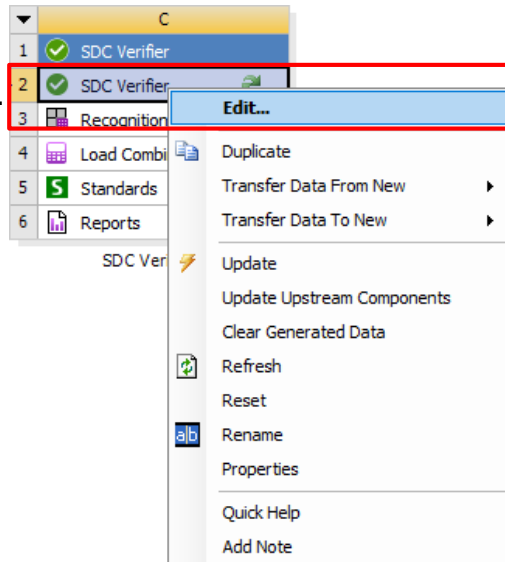 C
1 SDC Verifier
2 SDC Verifier
Edit...
3 Recognition
4 Load Combi
Duplicate
5 Standards
Transfer Data From New
6 Reports
Transfer Data To New
SDC Ver
Update
Update Upstream Components
Clear Generated Data
Refresh
Reset
a|b Rename
Properties
Quick Help
Add Note